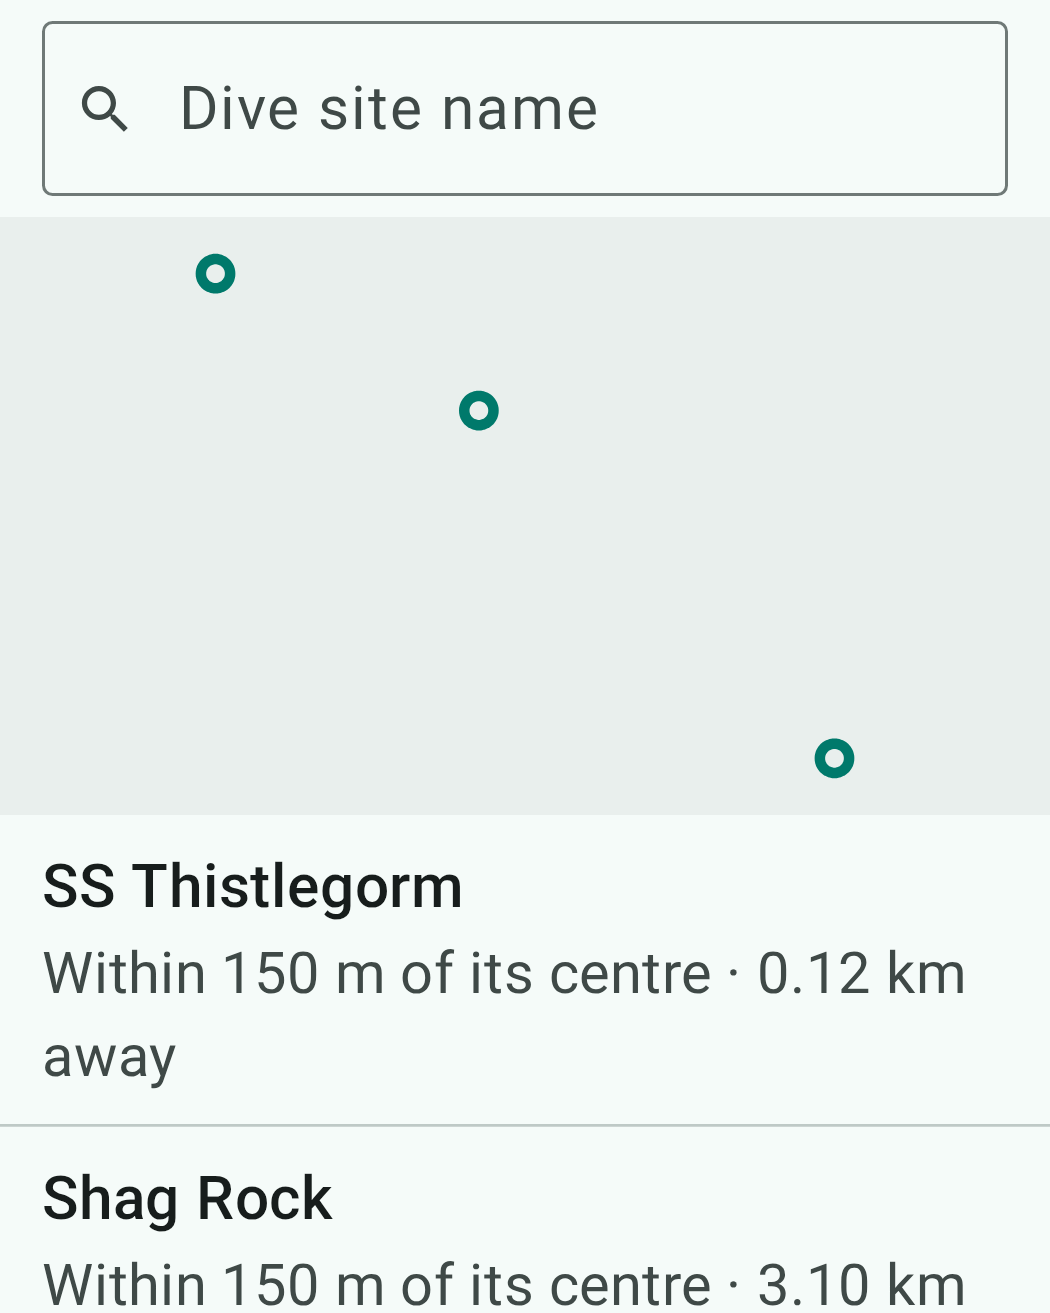 Dive site name
SS Thistlegorm
Within 150 m of its centre · 0.12 km
away
Shag Rock
Within 150 m of its centre · 3.10 km